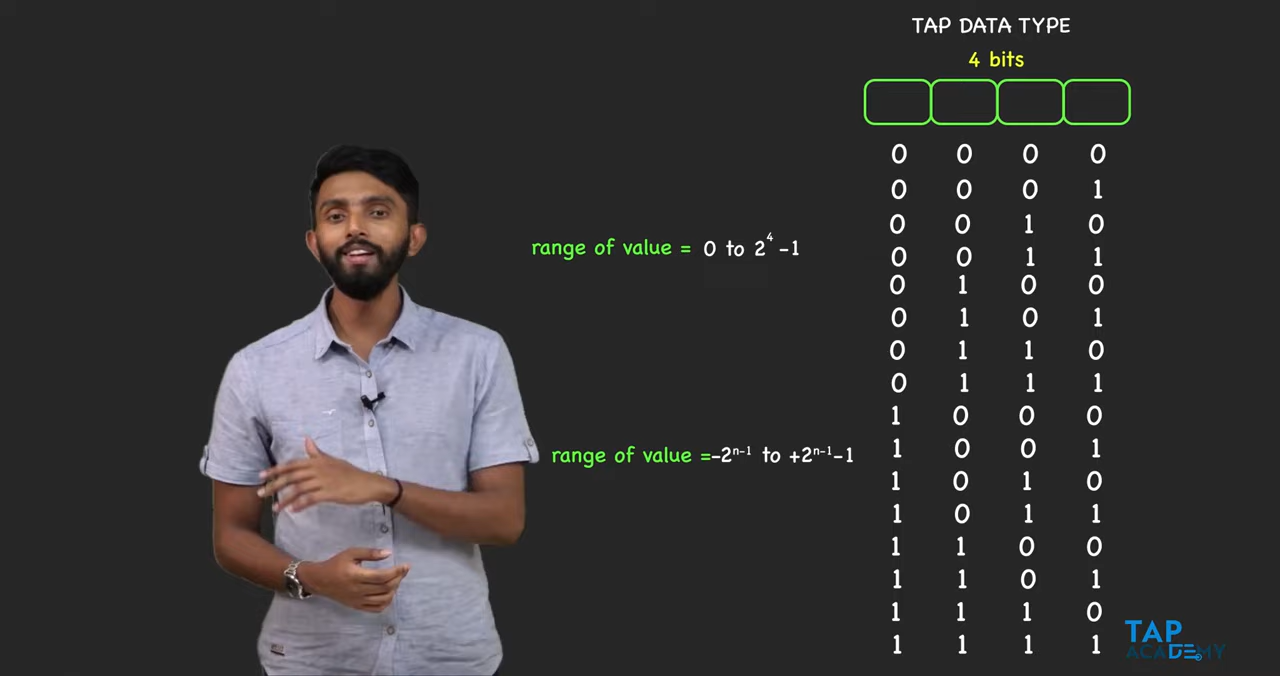 TAP DATA TYPE
4 bits
0 0 0 0
0 0 0 1
0 0 1 0
range of value = 0 to 2⁴ -1
0 0 1 1
0 1 0 0
0 1 0 1
0 1 1 0
0 1 1 1
1 0 0 0
1 0 0 1
range of value =-2ⁿ⁻¹ to +2ⁿ⁻¹-1
1 0 1 0
1 0 1 1
1 1 0 0
1 1 0 1
1 1 1 0
1 1 1 1
TAP
ACADEMY